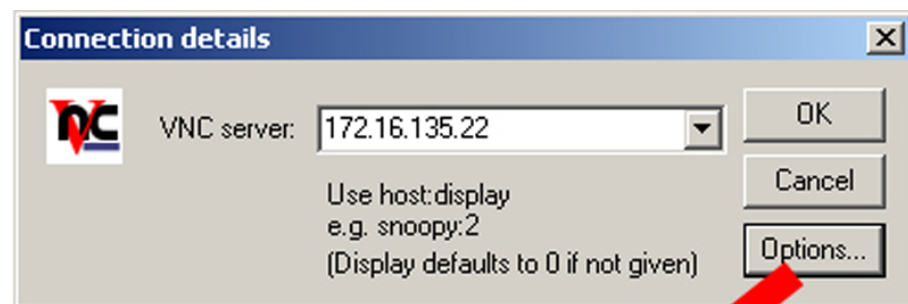 Connection details
VNC
VNC server:
172.16.135.22
OK
Cancel
Use host:display
e.g. snoopy:2
(Display defaults to 0 if not given)
Options...